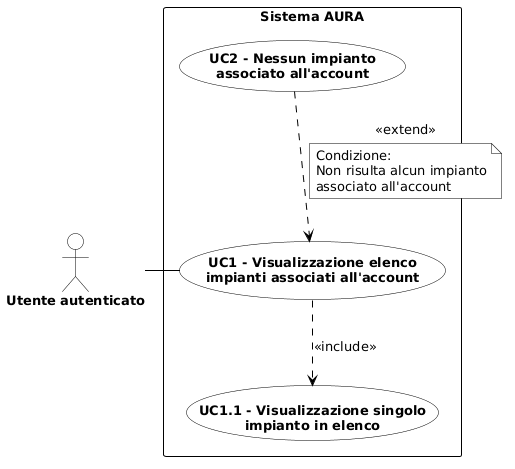 Sistema AURA
UC2 - Nessun impianto
associato all'account
«extend»
Condizione:
Non risulta alcun impianto
associato all'account
UC1 - Visualizzazione elenco
impianti associati all'account
Utente autenticato
«include»
UC1.1 - Visualizzazione singolo
impianto in elenco